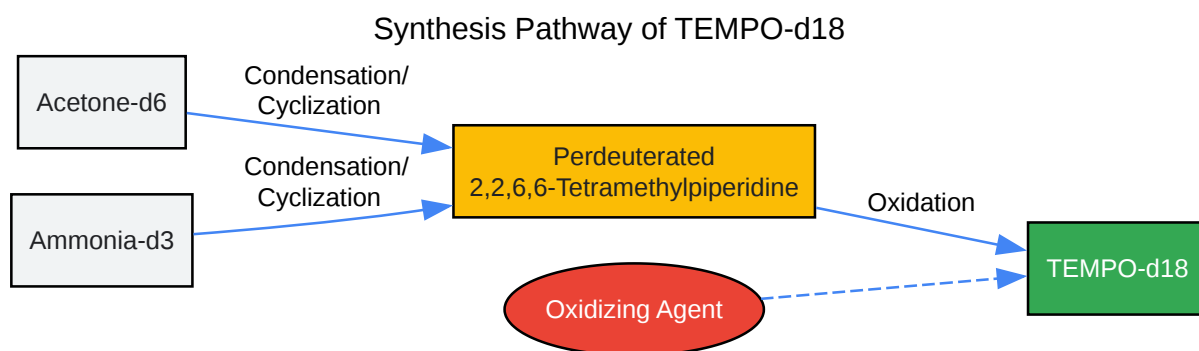 Synthesis Pathway of TEMPO-d18
Acetone-d6
Condensation/
Cyclization
Ammonia-d3
Condensation/
Cyclization
Perdeuterated
2,2,6,6-Tetramethylpiperidine
Oxidation
Oxidizing Agent
TEMPO-d18